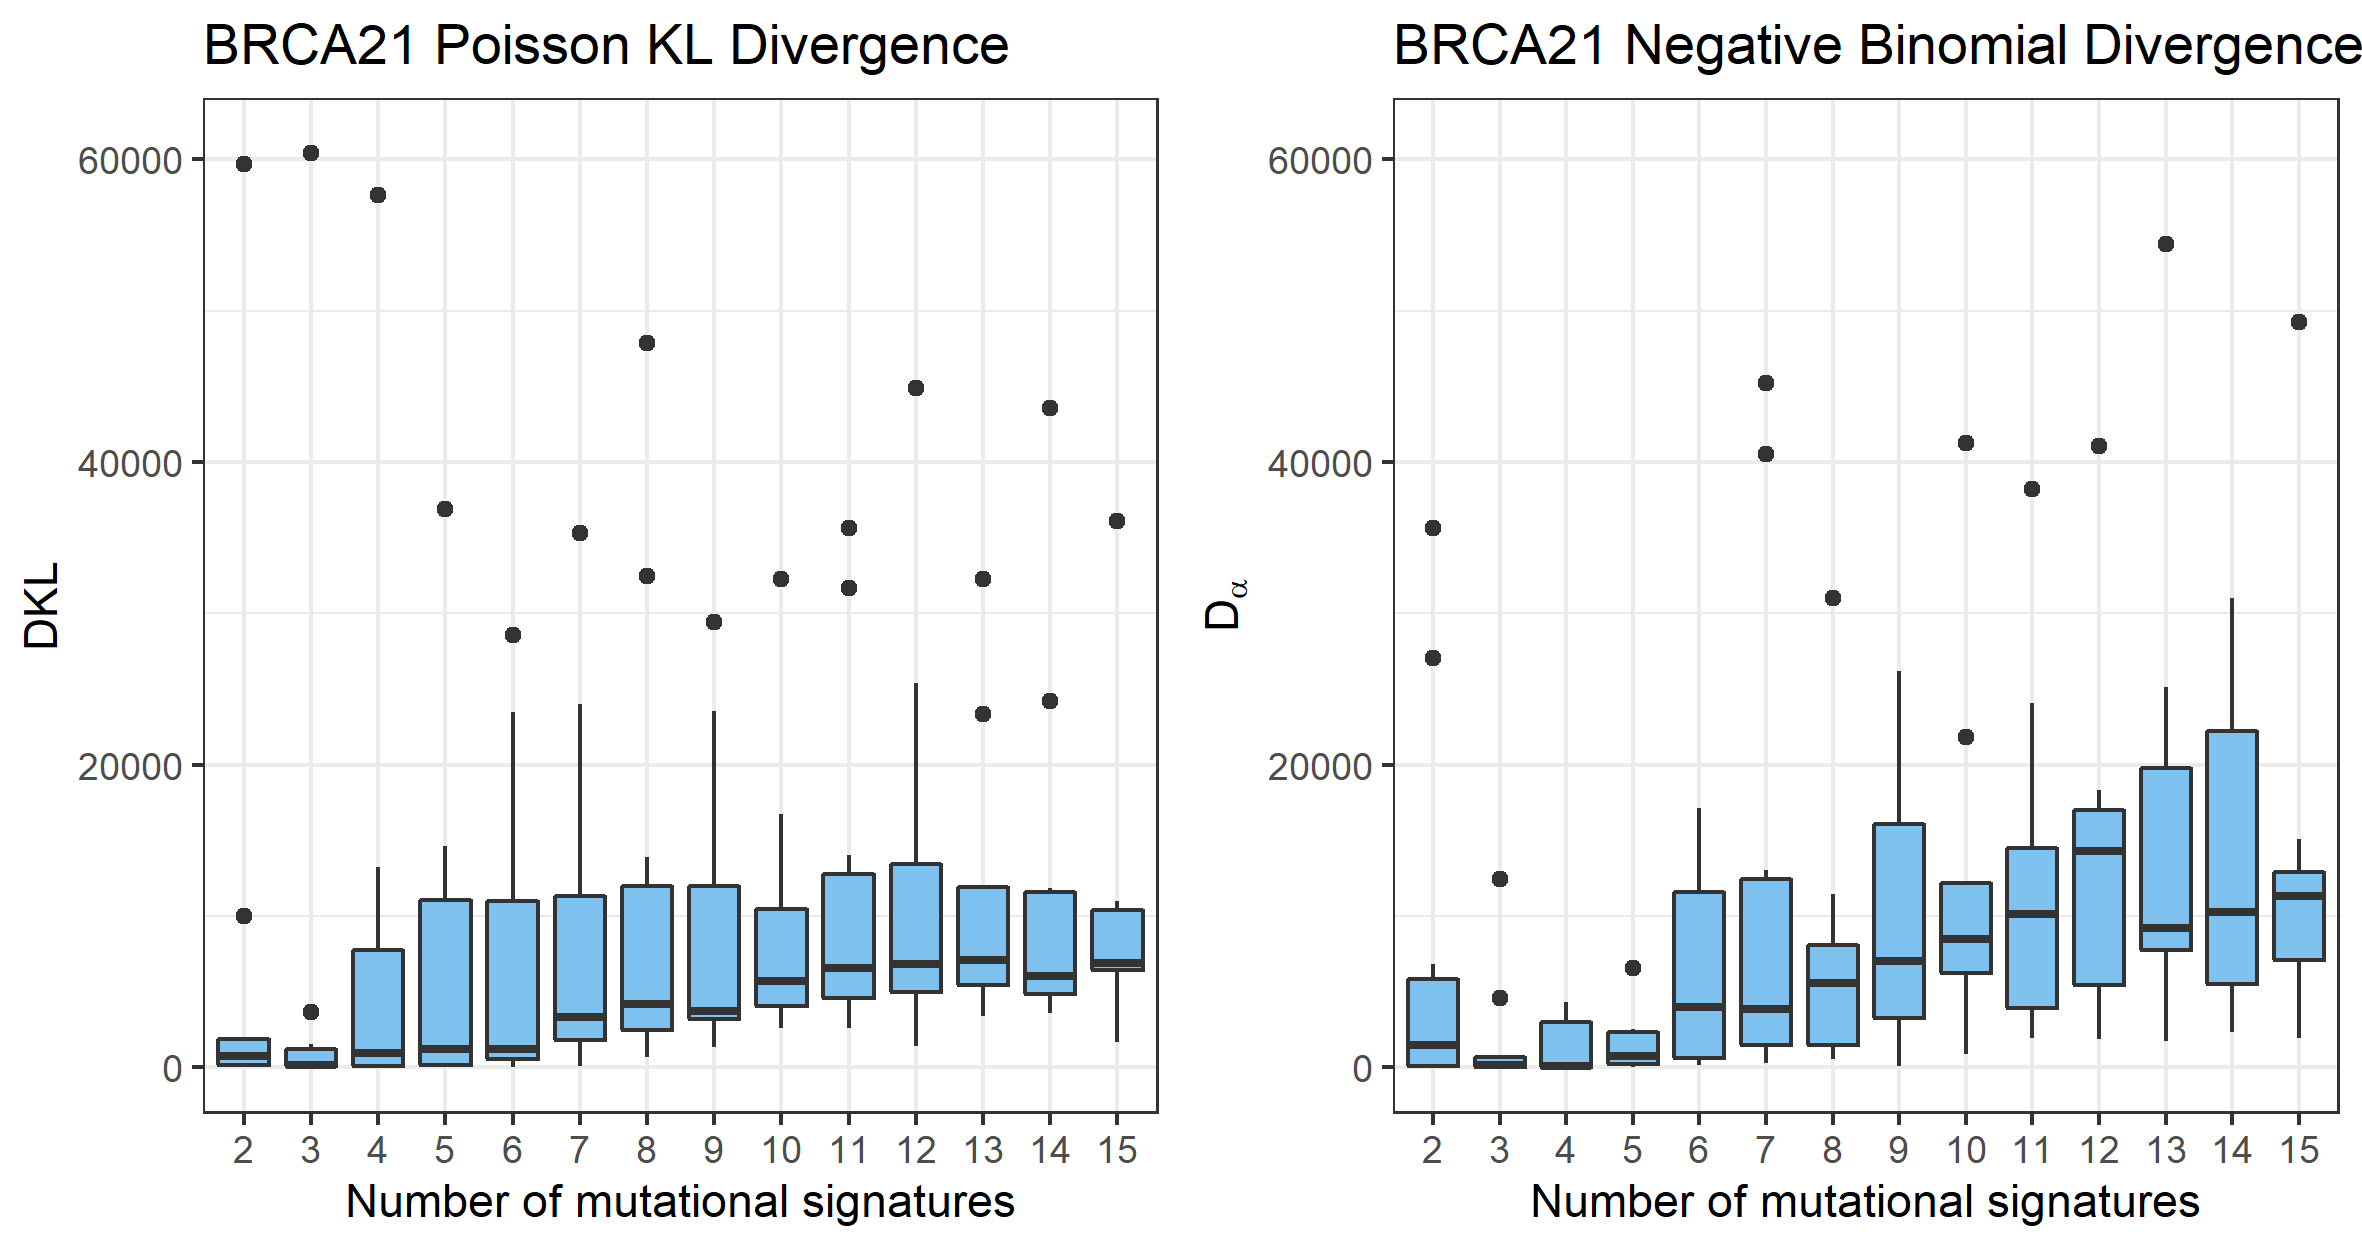 BRCA21 Poisson KL Divergence
60000
40000
20000
0
DKL
2 3 4 5 6 7 8 9 10 11 12 13 14 15
Number of mutational signatures
BRCA21 Negative Binomial Divergence
60000
40000
20000
0
Dα
2 3 4 5 6 7 8 9 10 11 12 13 14 15
Number of mutational signatures